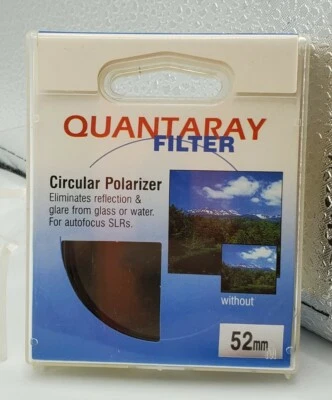 QUANTARAY
FILTER
Circular Polarizer
Eliminates reflection &
glare from glass or water.
For autofocus SLRs.
without
52mm